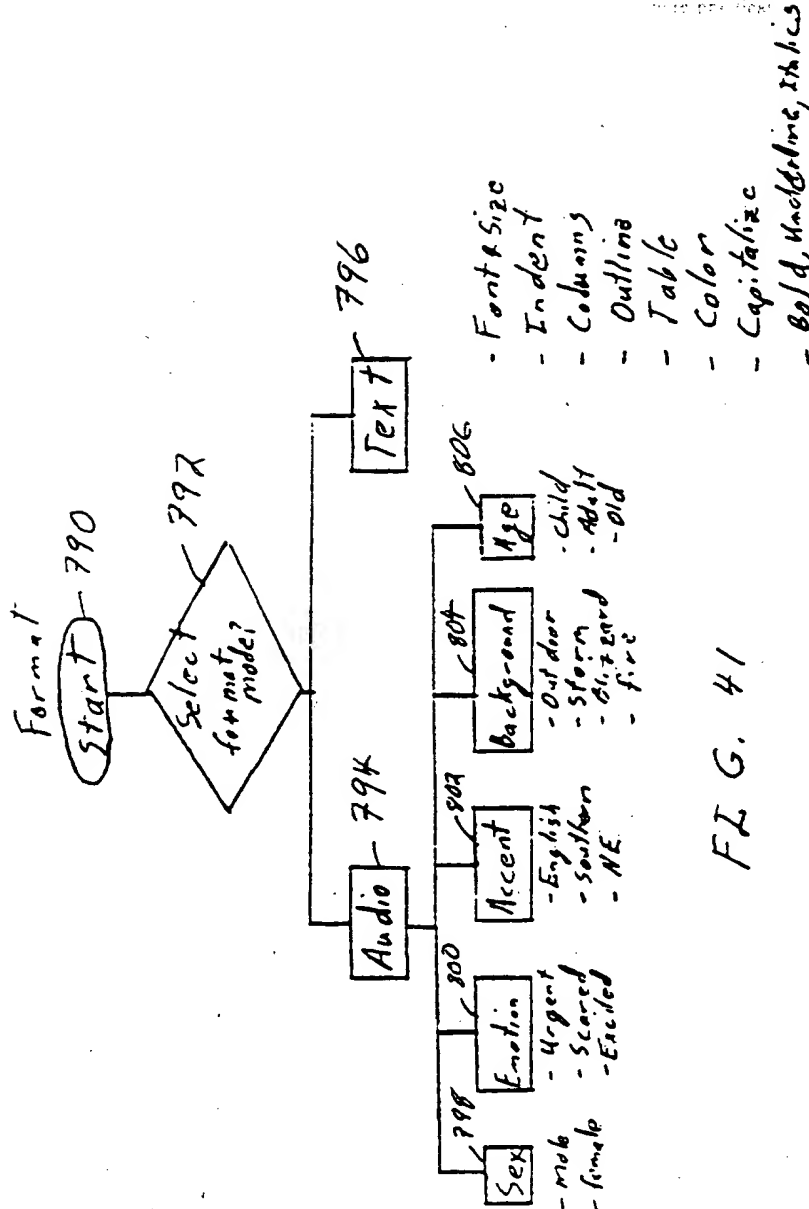 Format
Start
790
Select
format
mode?
792
Audio
794
Text
796
- Font & Size
- Indent
- Columns
- Outline
- Table
- Color
- Capitalize
- Bold, Underline, Italics
Sex
798
- male
- female
Emotion
800
- Urgent
- Scared
- Excited
Accent
802
- English
- Southern
- NE
Background
804
- Outdoor
- Storm
- Blizzard
- fire
Age
806
- Child
- Adult
- Old
FIG. 41